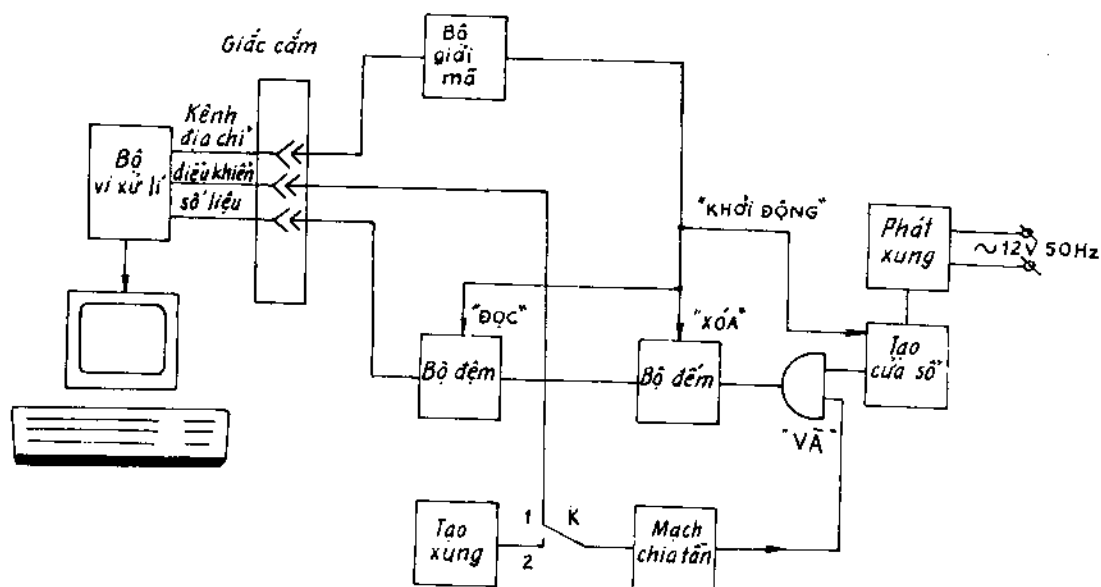 Giắc cắm
Bộ
giải
mã
Kênh
địa chỉ
điều khiển
số liệu
Bộ
vi xử lí
"KHỞI ĐỘNG"
Phát
xung
~12V 50Hz
"ĐỌC"
"XÓA"
Bộ đệm
Bộ đếm
Tạo
cửa sổ
"VÀ"
1
K
2
Tạo
xung
Mạch
chia tần